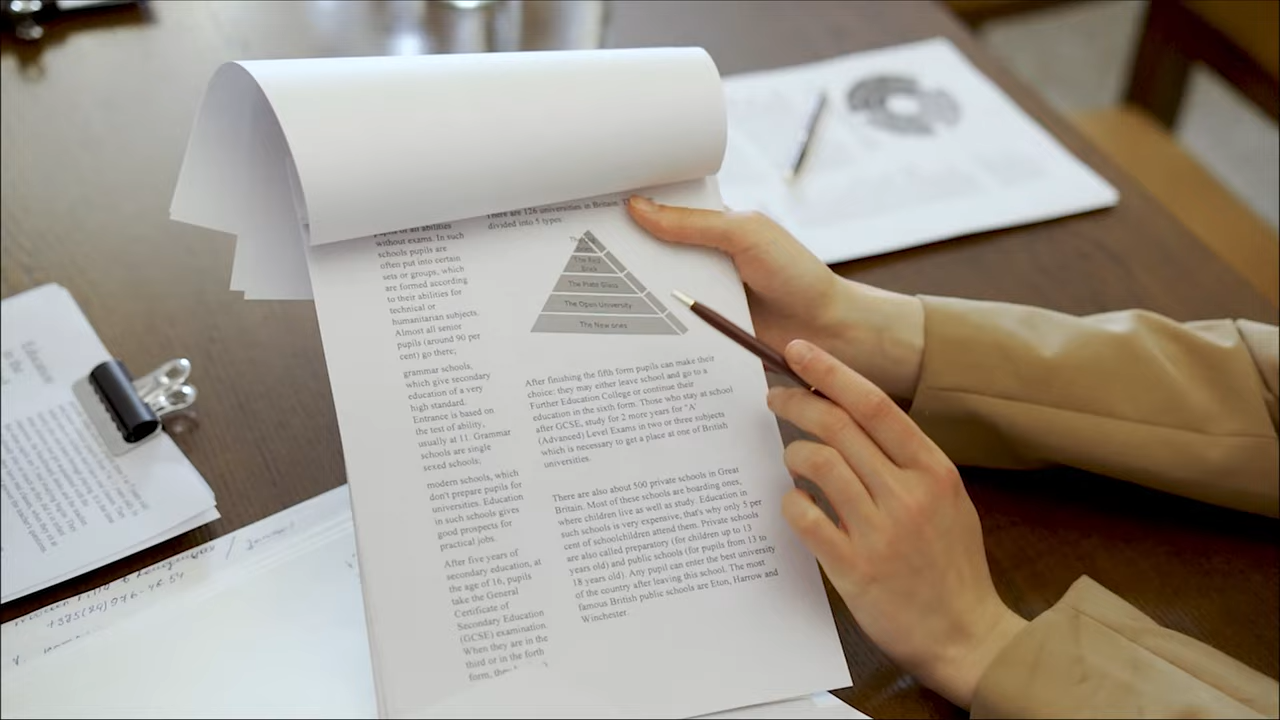 pupils of all abilities
without exams. In such
schools pupils are
often put into certain
sets or groups, which
are formed according
to their abilities for
technical or
humanitarian subjects.
Almost all senior
pupils (around 90 per
cent) go there;
grammar schools,
which give secondary
education of a very
high standard.
Entrance is based on
the test of ability,
usually at 11. Grammar
schools are single
sexed schools;
modern schools, which
don't prepare pupils for
universities. Education
in such schools gives
good prospects for
practical jobs.
After five years of
secondary education, at
the age of 16, pupils
take the General
Certificate of
Secondary Education
(GCSE) examination.
When they are in the
third or in the forth
form,
There are 126 universities in Britain.
divided into 5 types
The Red
Brick
The Plate Glass
The Open University
The New ones
After finishing the fifth form pupils can make their
choice: they may either leave school and go to a
Further Education College or continue their
education in the sixth form. Those who stay at school
after GCSE, study for 2 more years for "A'
(Advanced) Level Exams in two or three subjects
which is necessary to get a place at one of British
universities.
There are also about 500 private schools in Great
Britain. Most of these schools are boarding ones,
where children live as well as study. Education in
such schools is very expensive, that's why only 5 per
cent of schoolchildren attend them. Private schools
are also called preparatory (for children up to 13
years old) and public schools (for pupils from 13 to
18 years old). Any pupil can enter the best university
of the country after leaving this school. The most
famous British public schools are Eton, Harrow and
Winchester.